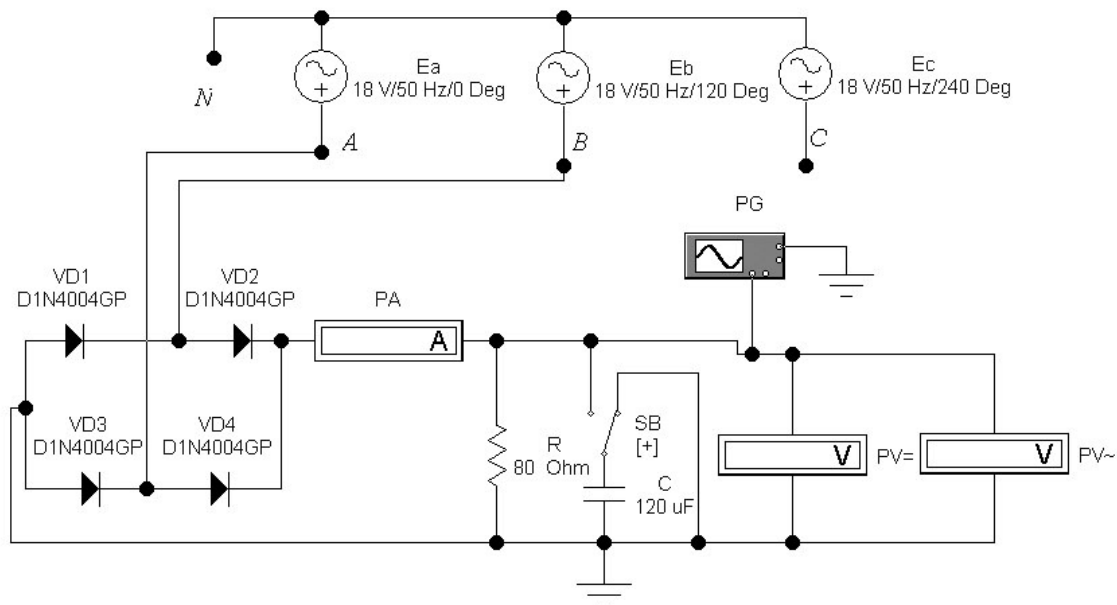 N
Ea
18 V/50 Hz/0 Deg
Eb
18 V/50 Hz/120 Deg
Ec
18 V/50 Hz/240 Deg
A
B
C
PG
VD1
D1N4004GP
VD2
D1N4004GP
PA
A
VD3
D1N4004GP
VD4
D1N4004GP
R
80 Ohm
SB
[+]
C
120 uF
V
PV=
V
PV~